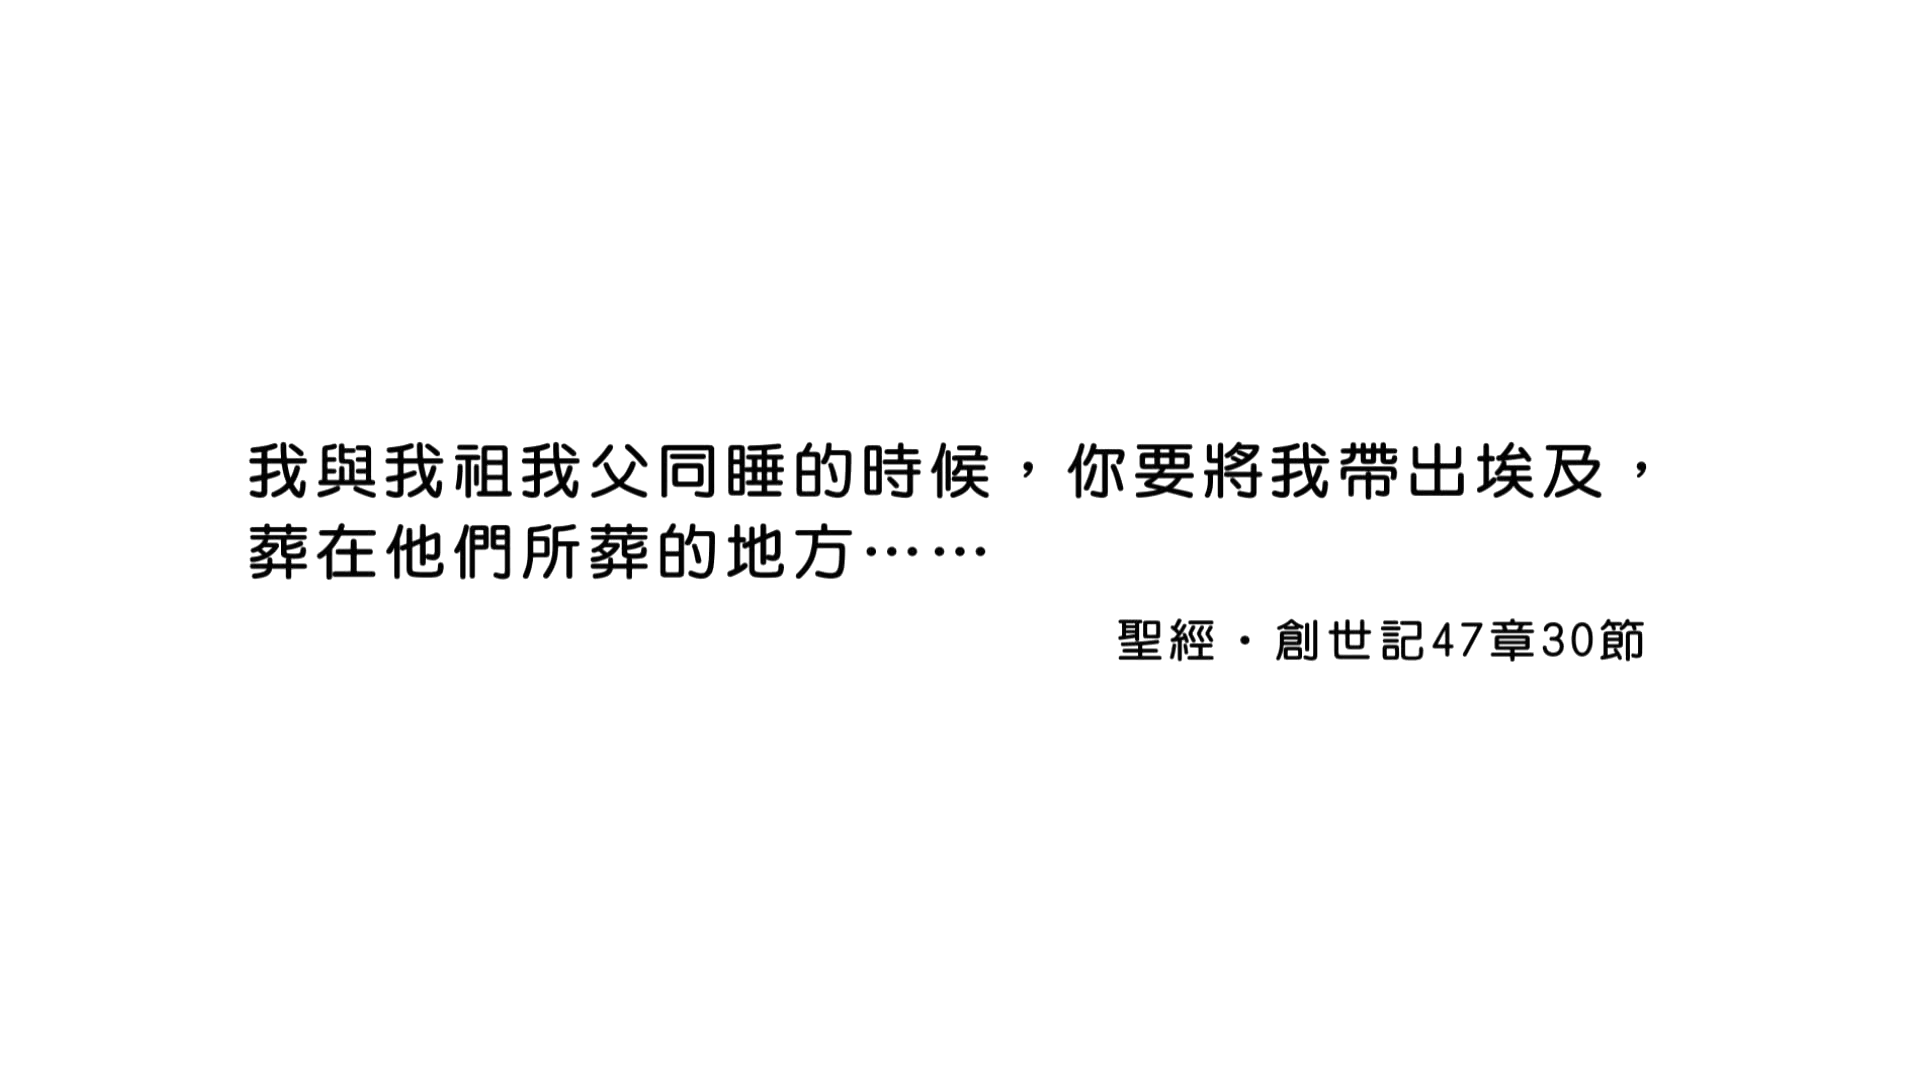 我與我祖我父同睡的時候，你要將我帶出埃及，
葬在他們所葬的地方……
聖經・創世記47章30節